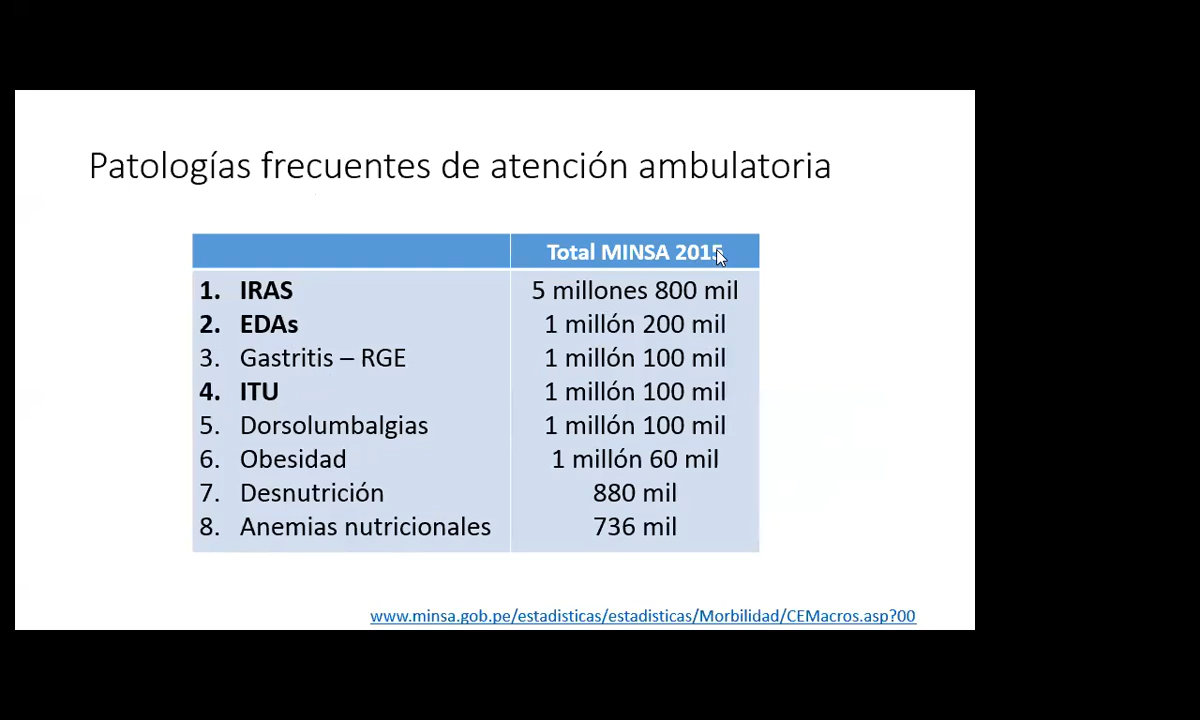 Patologías frecuentes de atención ambulatoria
Total MINSA 2015
1. IRAS 5 millones 800 mil
2. EDAs 1 millón 200 mil
3. Gastritis – RGE 1 millón 100 mil
4. ITU 1 millón 100 mil
5. Dorsolumbalgias 1 millón 100 mil
6. Obesidad 1 millón 60 mil
7. Desnutrición 880 mil
8. Anemias nutricionales 736 mil
www.minsa.gob.pe/estadisticas/estadisticas/Morbilidad/CEMacros.asp?00